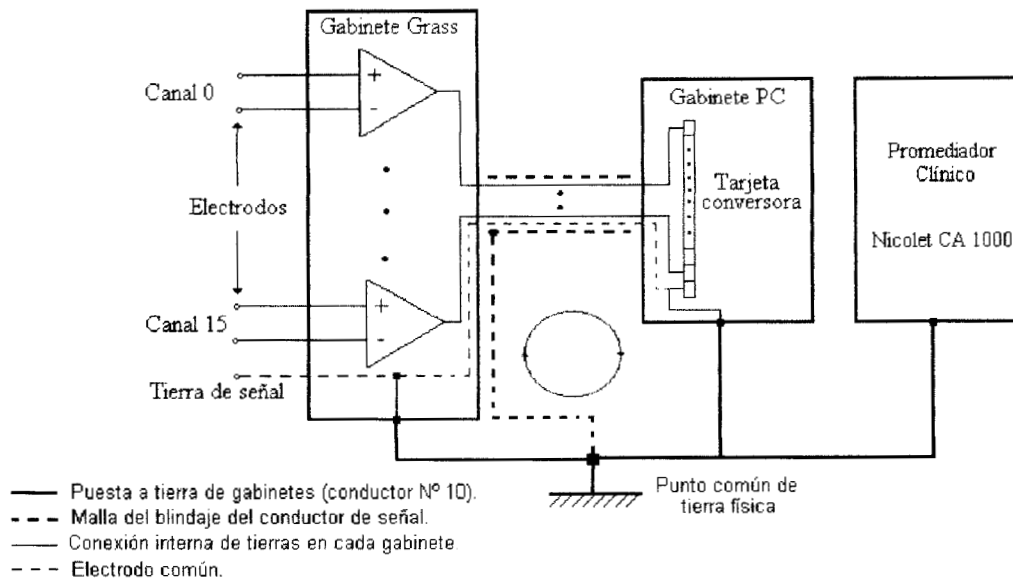 Gabinete Grass
Canal 0
+
-
Electrodos
+
-
Canal 15
Tierra de señal
Gabinete PC
Tarjeta
conversora
Promediador
Clínico
Nicolet CA 1000
Punto común de
tierra física
Puesta a tierra de gabinetes (conductor Nº 10).
Malla del blindaje del conductor de señal.
Conexión interna de tierras en cada gabinete.
Electrodo común.